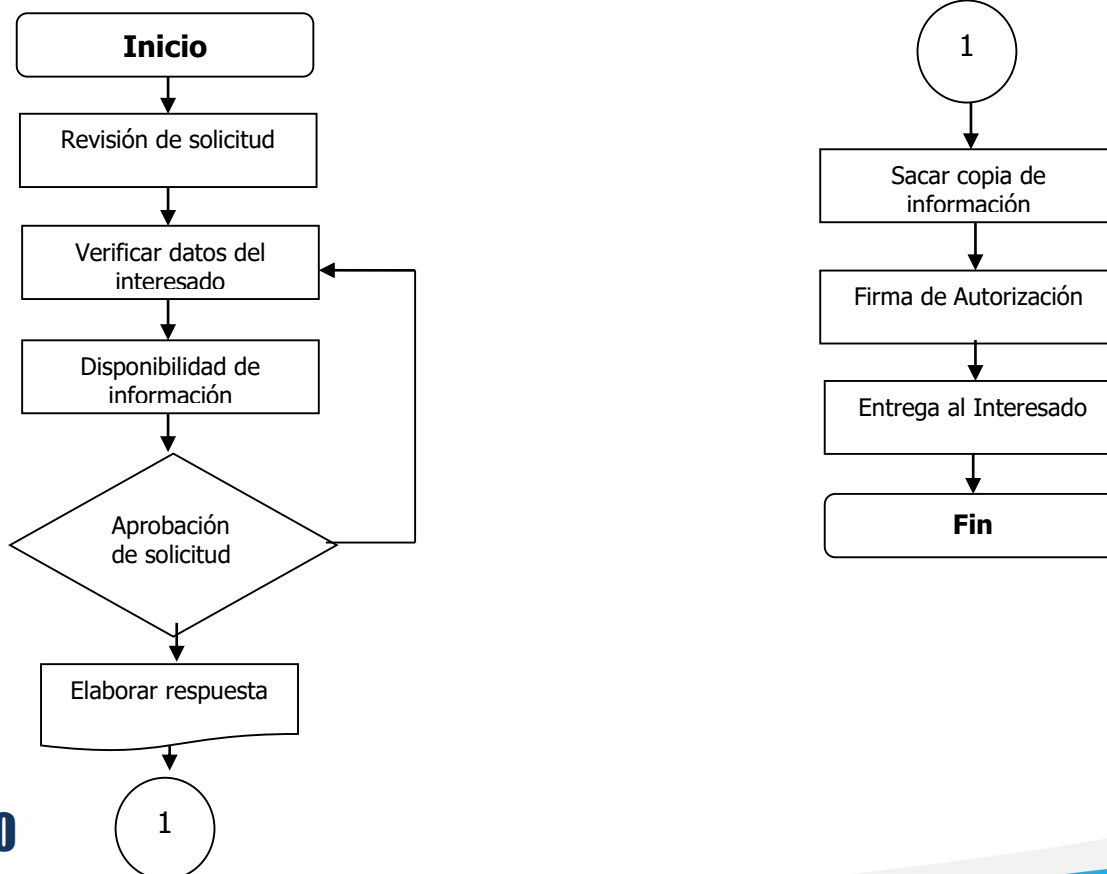 Inicio
Revisión de solicitud
Verificar datos del
interesado
Disponibilidad de
información
Aprobación
de solicitud
Elaborar respuesta
1
1
Sacar copia de
información
Firma de Autorización
Entrega al Interesado
Fin